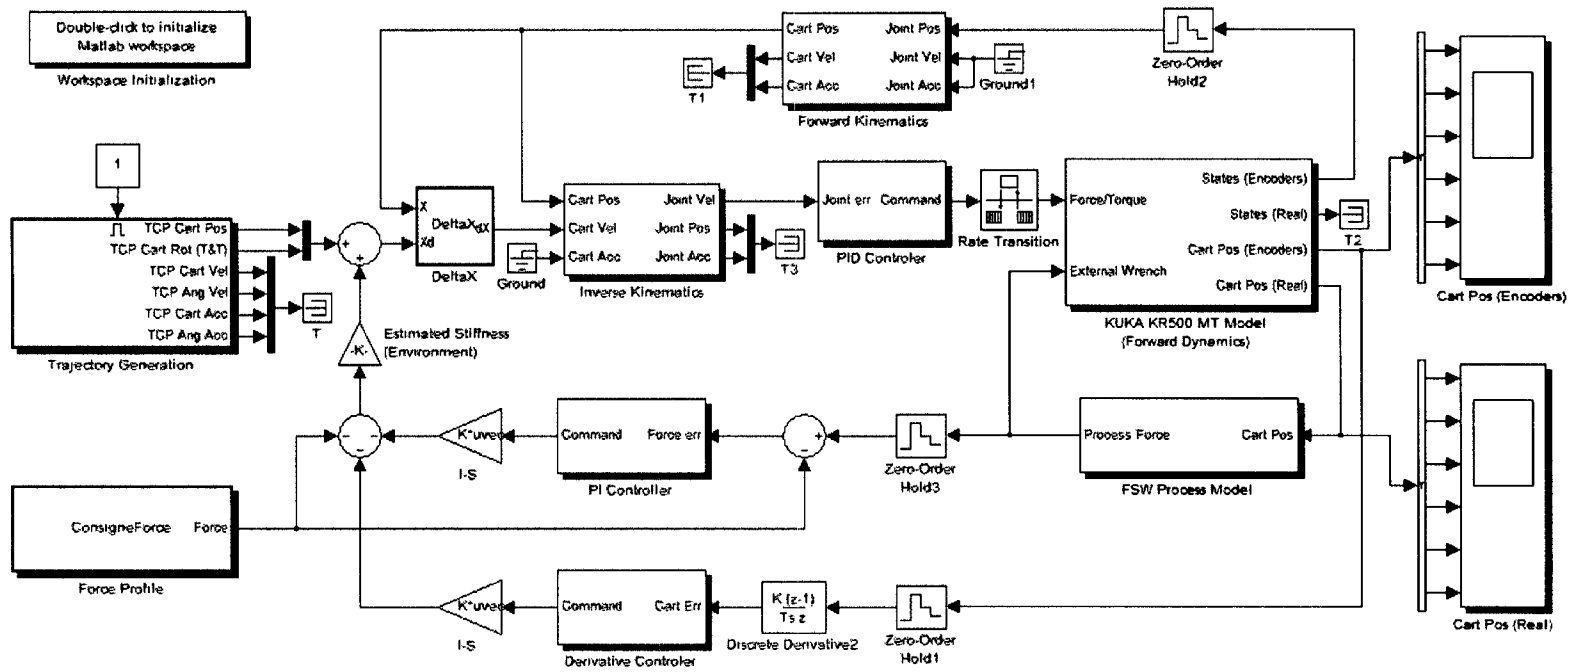 Double-click to initialize
Matlab workspace
Workspace Initialization
1
TCP Cart Pos
TCP Cart Rot (T&T)
TCP Cart Vel
TCP Ang Vel
TCP Cart Acc
TCP Ang Acc
Trajectory Generation
T
Cart Pos
Cart Vel
Cart Acc
Joint Pos
Joint Vel
Joint Acc
Forward Kinematics
T1
Ground1
Zero-Order
Hold2
X
Xd
DeltaX
dX
DeltaX
Ground
Cart Pos
Cart Vel
Cart Acc
Joint Vel
Joint Pos
Joint Acc
Inverse Kinematics
T3
Joint err
Command
PID Controler
Rate Transition
Force/Torque
External Wrench
States (Encoders)
States (Real)
Cart Pos (Encoders)
Cart Pos (Real)
KUKA KR500 MT Model
(Forward Dynamics)
T2
Cart Pos (Encoders)
-K-
Estimated Stiffness
(Environment)
K*uvec
I-S
Command
Force err
PI Controller
Zero-Order
Hold3
Process Force
Cart Pos
FSW Process Model
Cart Pos (Real)
ConsigneForce
Force
Force Profile
K*uvec
I-S
Command
Cart Err
Derivative Controler
K (z-1)
Ts z
Discrete Derivative2
Zero-Order
Hold1